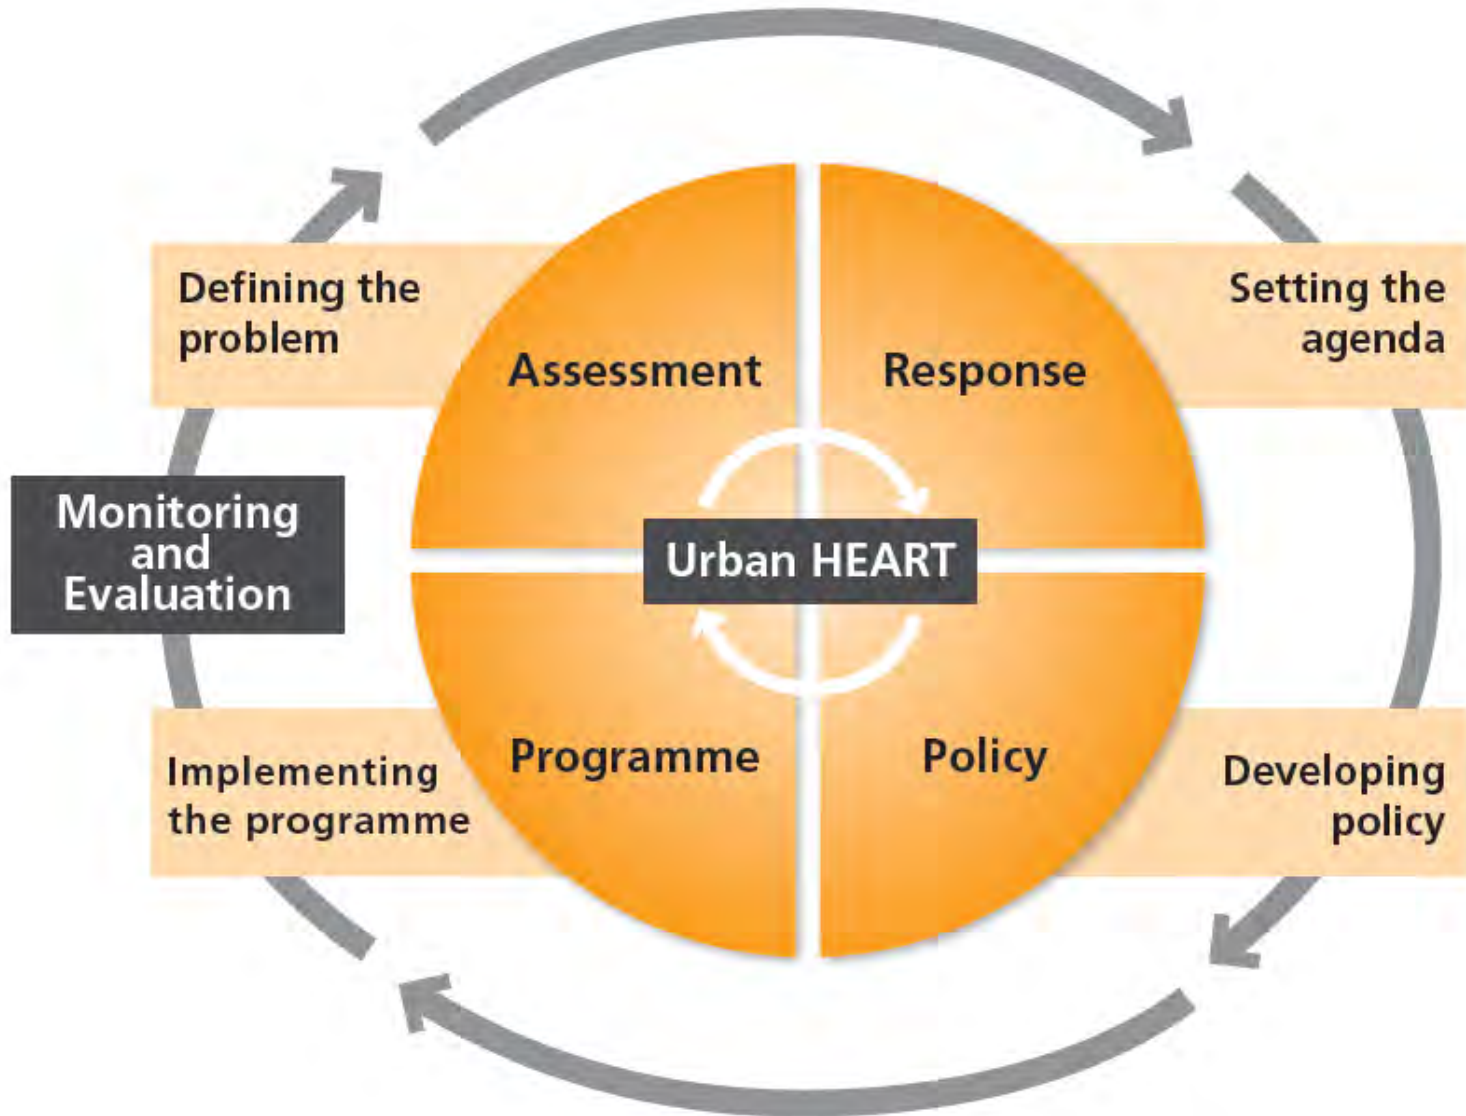 Defining the
problem
Setting the
agenda
Assessment
Response
Monitoring
and
Evaluation
Urban HEART
Programme
Policy
Implementing
the programme
Developing
policy